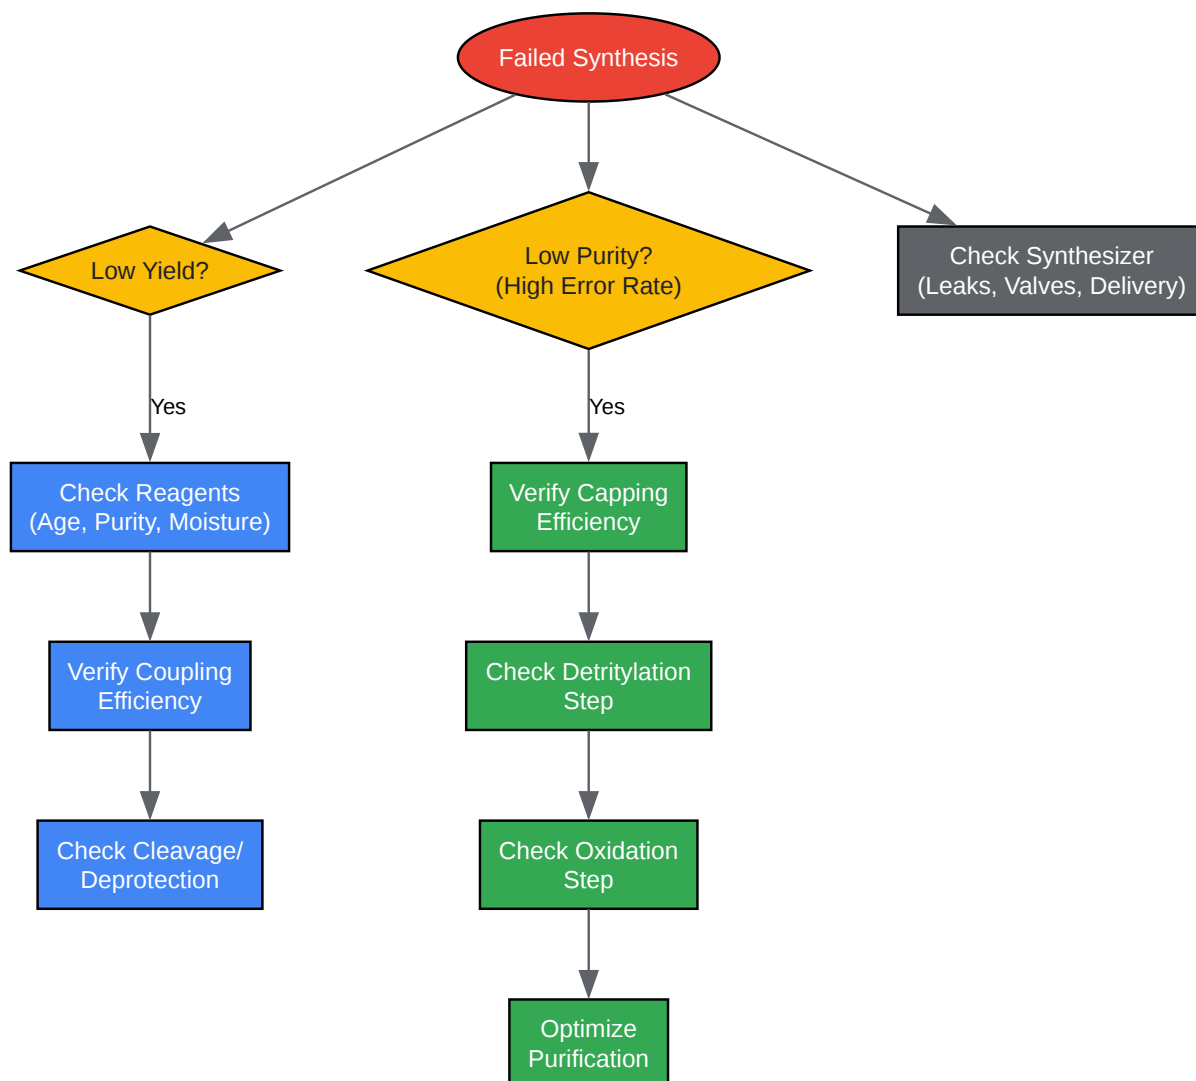 Failed Synthesis
Low Yield?
Low Purity?
(High Error Rate)
Check Synthesizer
(Leaks, Valves, Delivery)
Yes
Yes
Check Reagents
(Age, Purity, Moisture)
Verify Capping
Efficiency
Verify Coupling
Efficiency
Check Detritylation
Step
Check Cleavage/
Deprotection
Check Oxidation
Step
Optimize
Purification